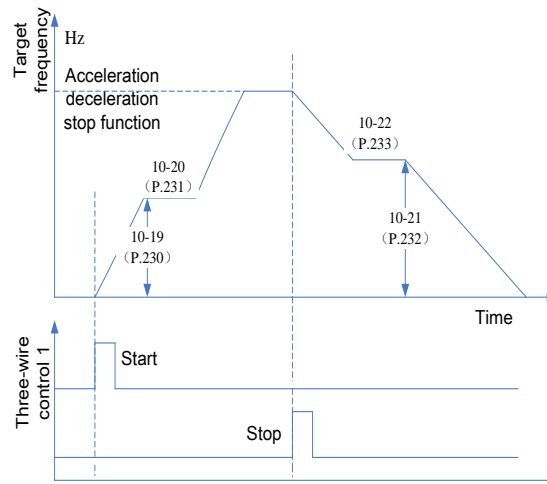 Target
frequency
Hz
Acceleration
deceleration
stop function
10-20
（P.231）
10-19
（P.230）
10-22
（P.233）
10-21
（P.232）
Time
Three-wire
control 1
Start
Stop